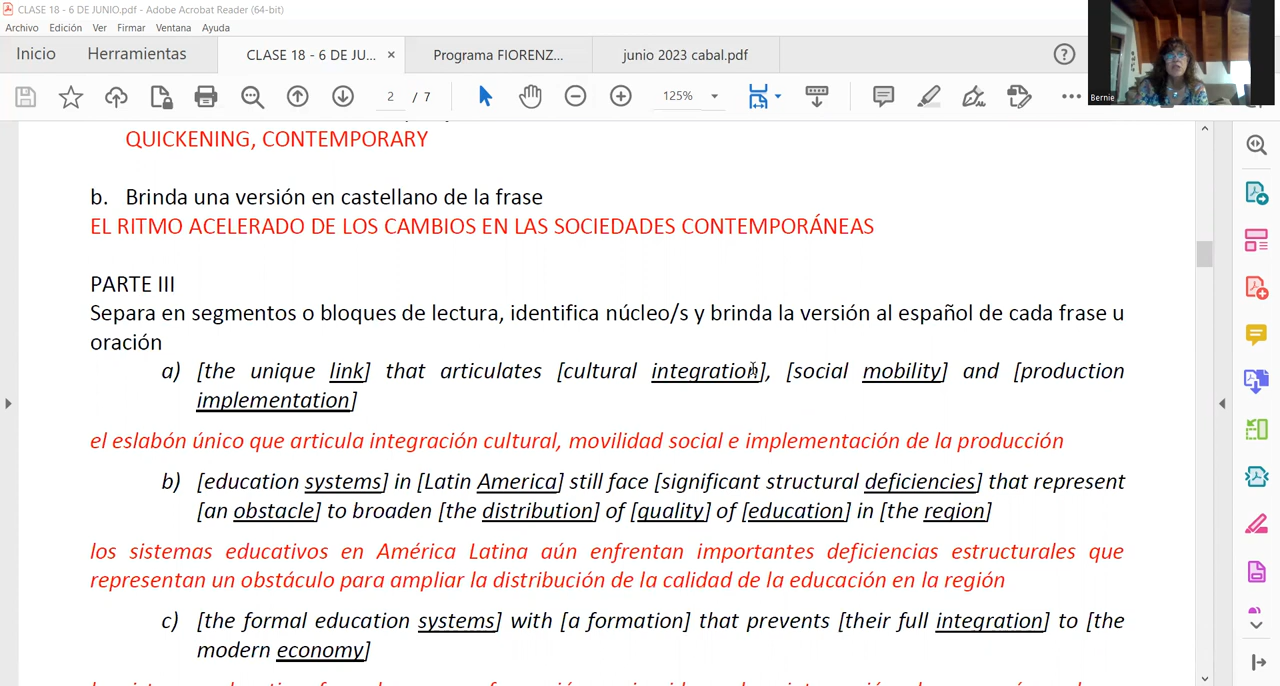 CLASE 18 - 6 DE JUNIO.pdf - Adobe Acrobat Reader (64-bit)
Archivo Edición Ver Firmar Ventana Ayuda
Inicio Herramientas CLASE 18 - 6 DE JU... × Programa FIORENZ... junio 2023 cabal.pdf
2 / 7 125%
Bernie
QUICKENING, CONTEMPORARY
b. Brinda una versión en castellano de la frase
EL RITMO ACELERADO DE LOS CAMBIOS EN LAS SOCIEDADES CONTEMPORÁNEAS
PARTE III
Separa en segmentos o bloques de lectura, identifica núcleo/s y brinda la versión al español de cada frase u
oración
a) [the unique link] that articulates [cultural integration], [social mobility] and [production
implementation]
el eslabón único que articula integración cultural, movilidad social e implementación de la producción
b) [education systems] in [Latin America] still face [significant structural deficiencies] that represent
[an obstacle] to broaden [the distribution] of [quality] of [education] in [the region]
los sistemas educativos en América Latina aún enfrentan importantes deficiencias estructurales que
representan un obstáculo para ampliar la distribución de la calidad de la educación en la región
c) [the formal education systems] with [a formation] that prevents [their full integration] to [the
modern economy]